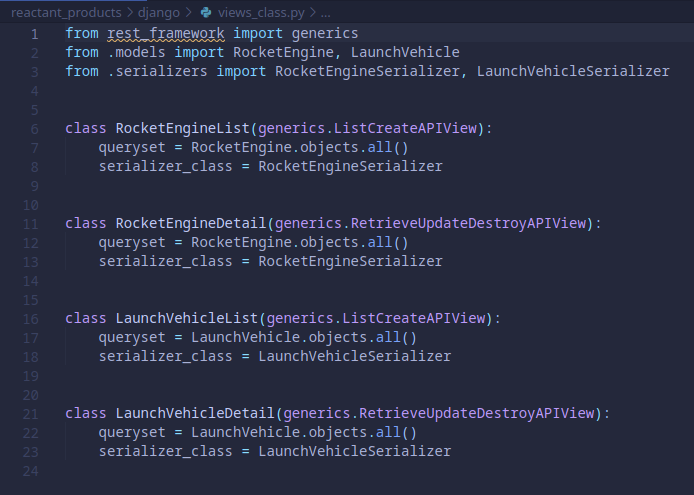 reactant_products > django > views_class.py > ...
1 from rest_framework import generics
2 from .models import RocketEngine, LaunchVehicle
3 from .serializers import RocketEngineSerializer, LaunchVehicleSerializer
4
5
6 class RocketEngineList(generics.ListCreateAPIView):
7     queryset = RocketEngine.objects.all()
8     serializer_class = RocketEngineSerializer
9
10
11 class RocketEngineDetail(generics.RetrieveUpdateDestroyAPIView):
12     queryset = RocketEngine.objects.all()
13     serializer_class = RocketEngineSerializer
14
15
16 class LaunchVehicleList(generics.ListCreateAPIView):
17     queryset = LaunchVehicle.objects.all()
18     serializer_class = LaunchVehicleSerializer
19
20
21 class LaunchVehicleDetail(generics.RetrieveUpdateDestroyAPIView):
22     queryset = LaunchVehicle.objects.all()
23     serializer_class = LaunchVehicleSerializer
24